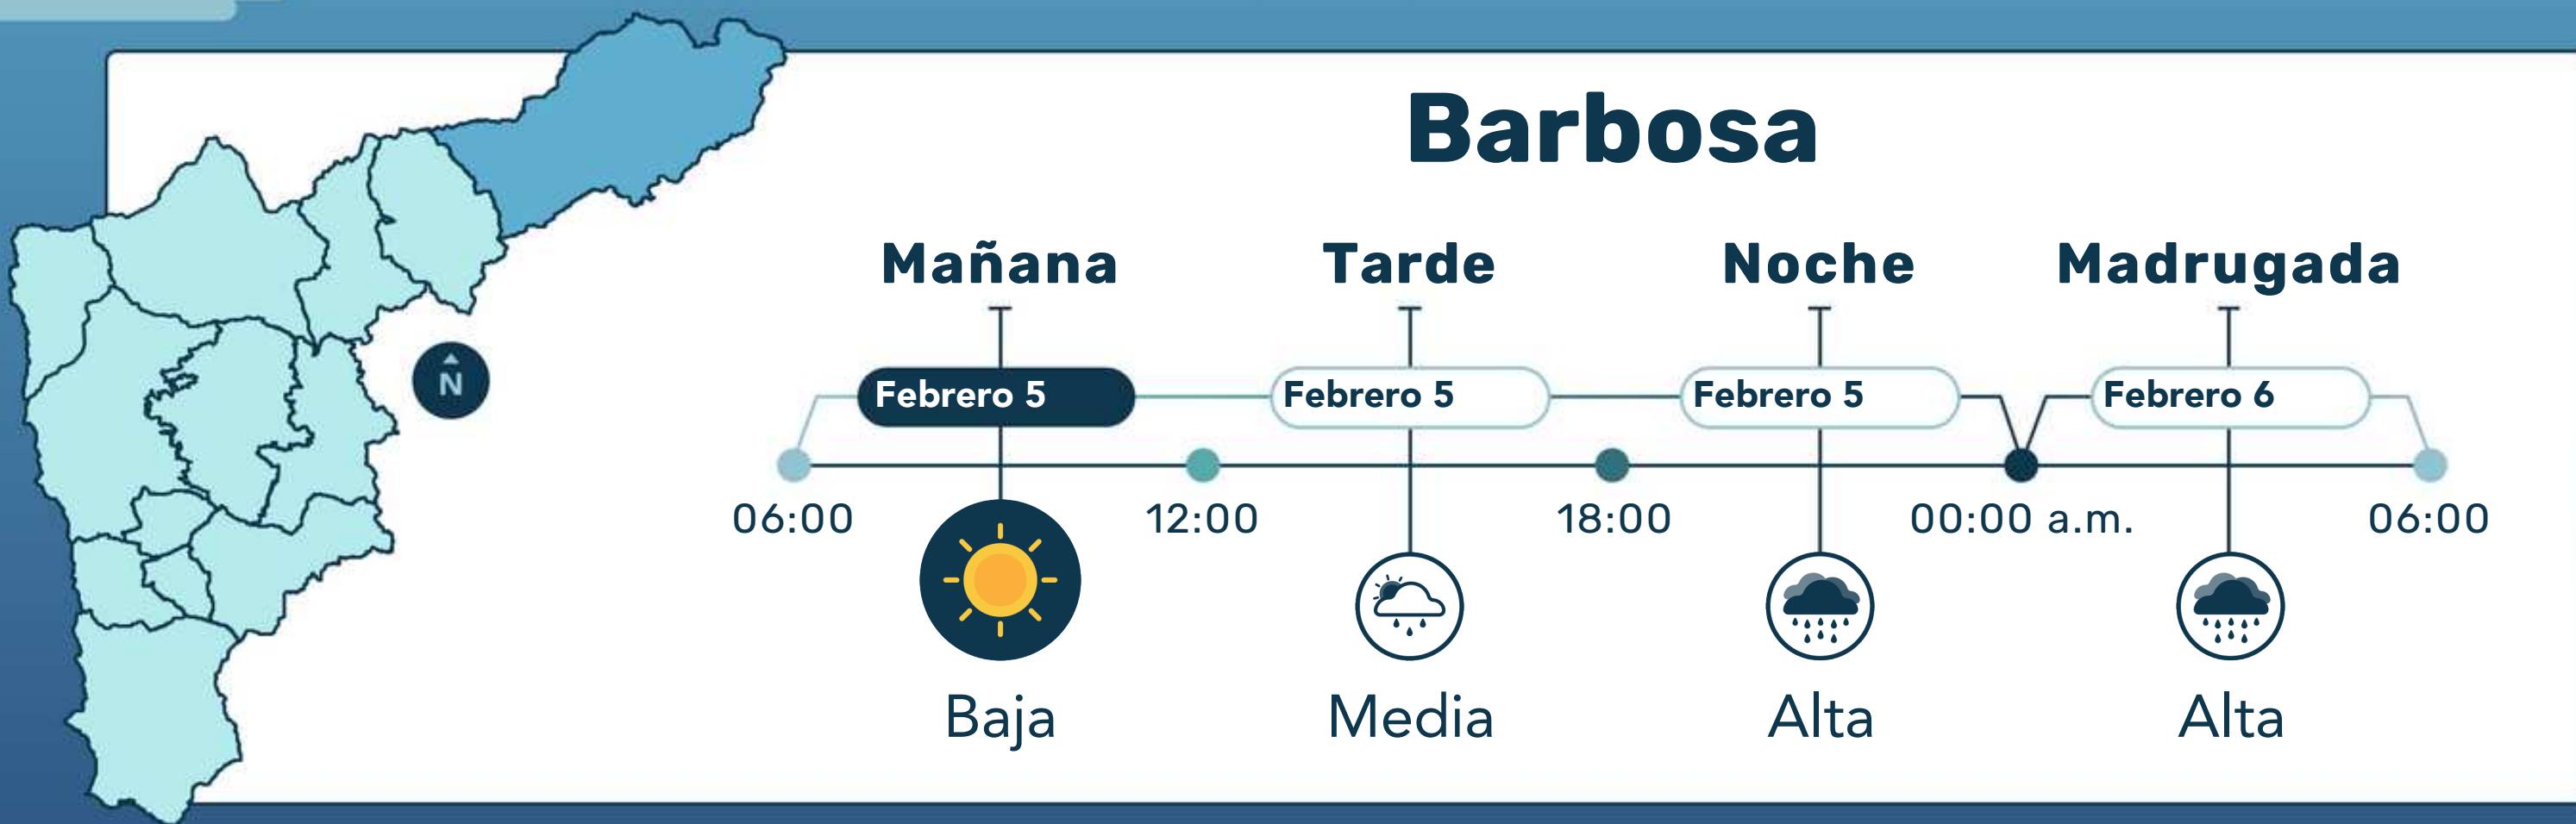 Barbosa
Mañana
Tarde
Noche
Madrugada
Febrero 5
Febrero 5
Febrero 5
Febrero 6
N
06:00
12:00
18:00
00:00 a.m.
06:00
Baja
Media
Alta
Alta